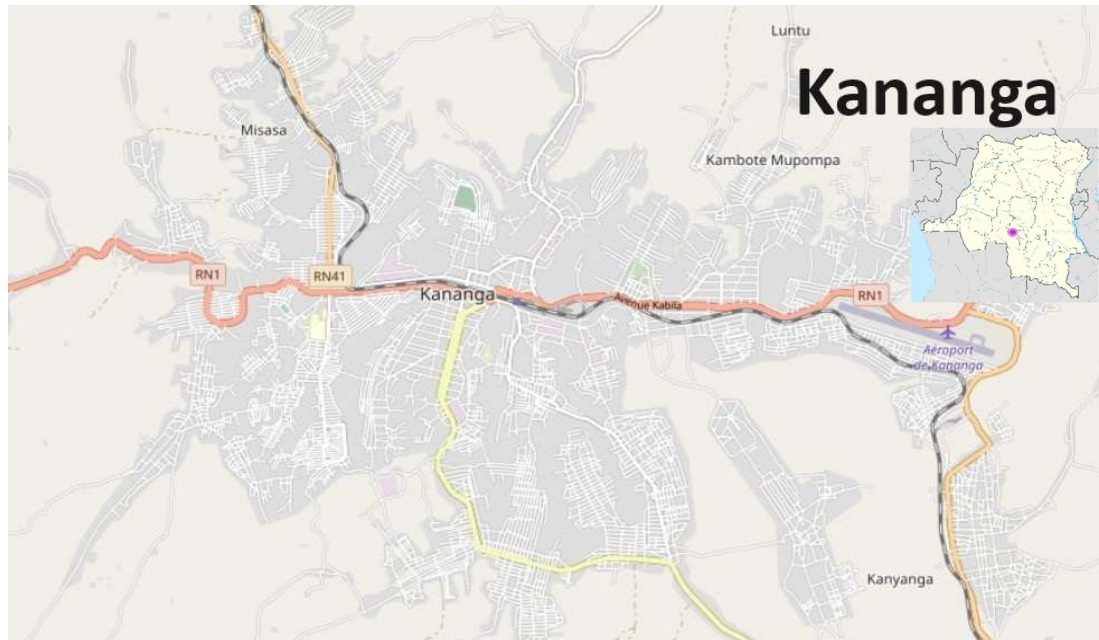 Luntu
Kananga
Misasa
Kambote Mupompa
RN1
RN41
Kananga
RN1
Avenue Kabila
Aéroport
de Kananga
Kanyanga